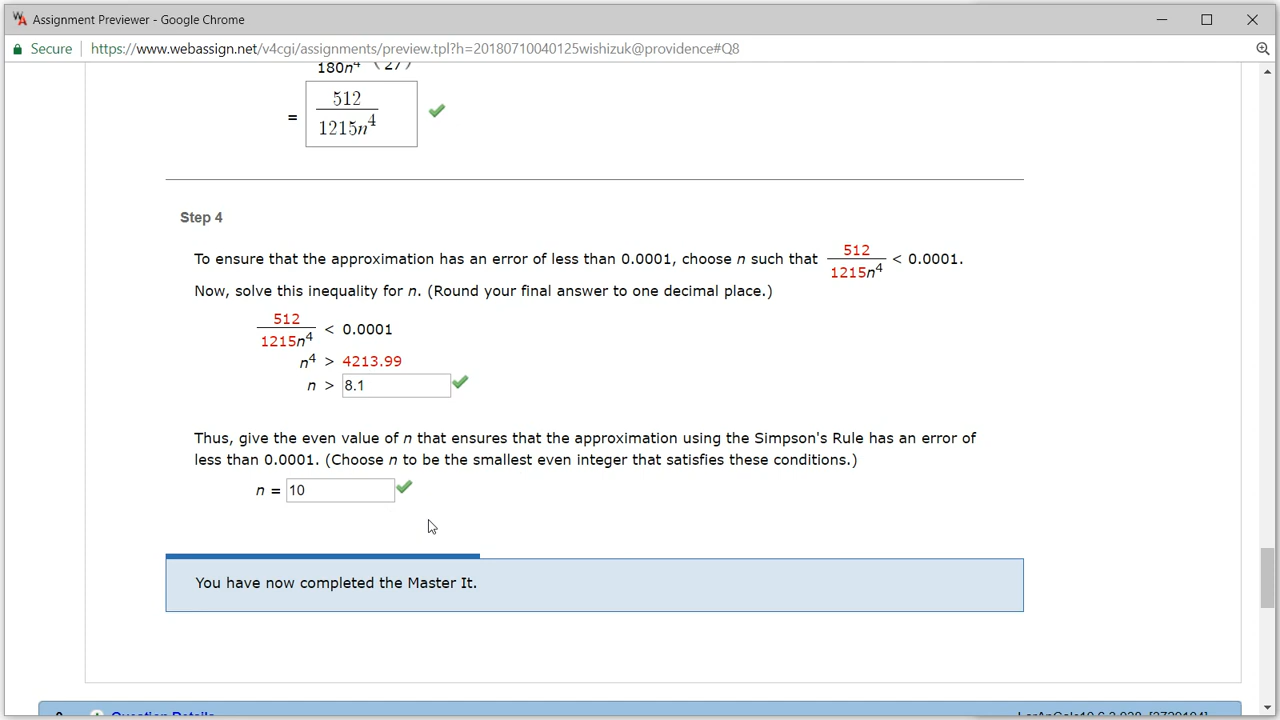 Assignment Previewer - Google Chrome
Secure https://www.webassign.net/v4cgi/assignments/preview.tpl?h=20180710040125wishizuk@providence#Q8
180n⁴ (27)
= 512/1215n⁴
Step 4
To ensure that the approximation has an error of less than 0.0001, choose n such that 512/1215n⁴ < 0.0001.
Now, solve this inequality for n. (Round your final answer to one decimal place.)
512/1215n⁴ < 0.0001
n⁴ > 4213.99
n > 8.1
Thus, give the even value of n that ensures that the approximation using the Simpson's Rule has an error of
less than 0.0001. (Choose n to be the smallest even integer that satisfies these conditions.)
n = 10
You have now completed the Master It.
Question Details